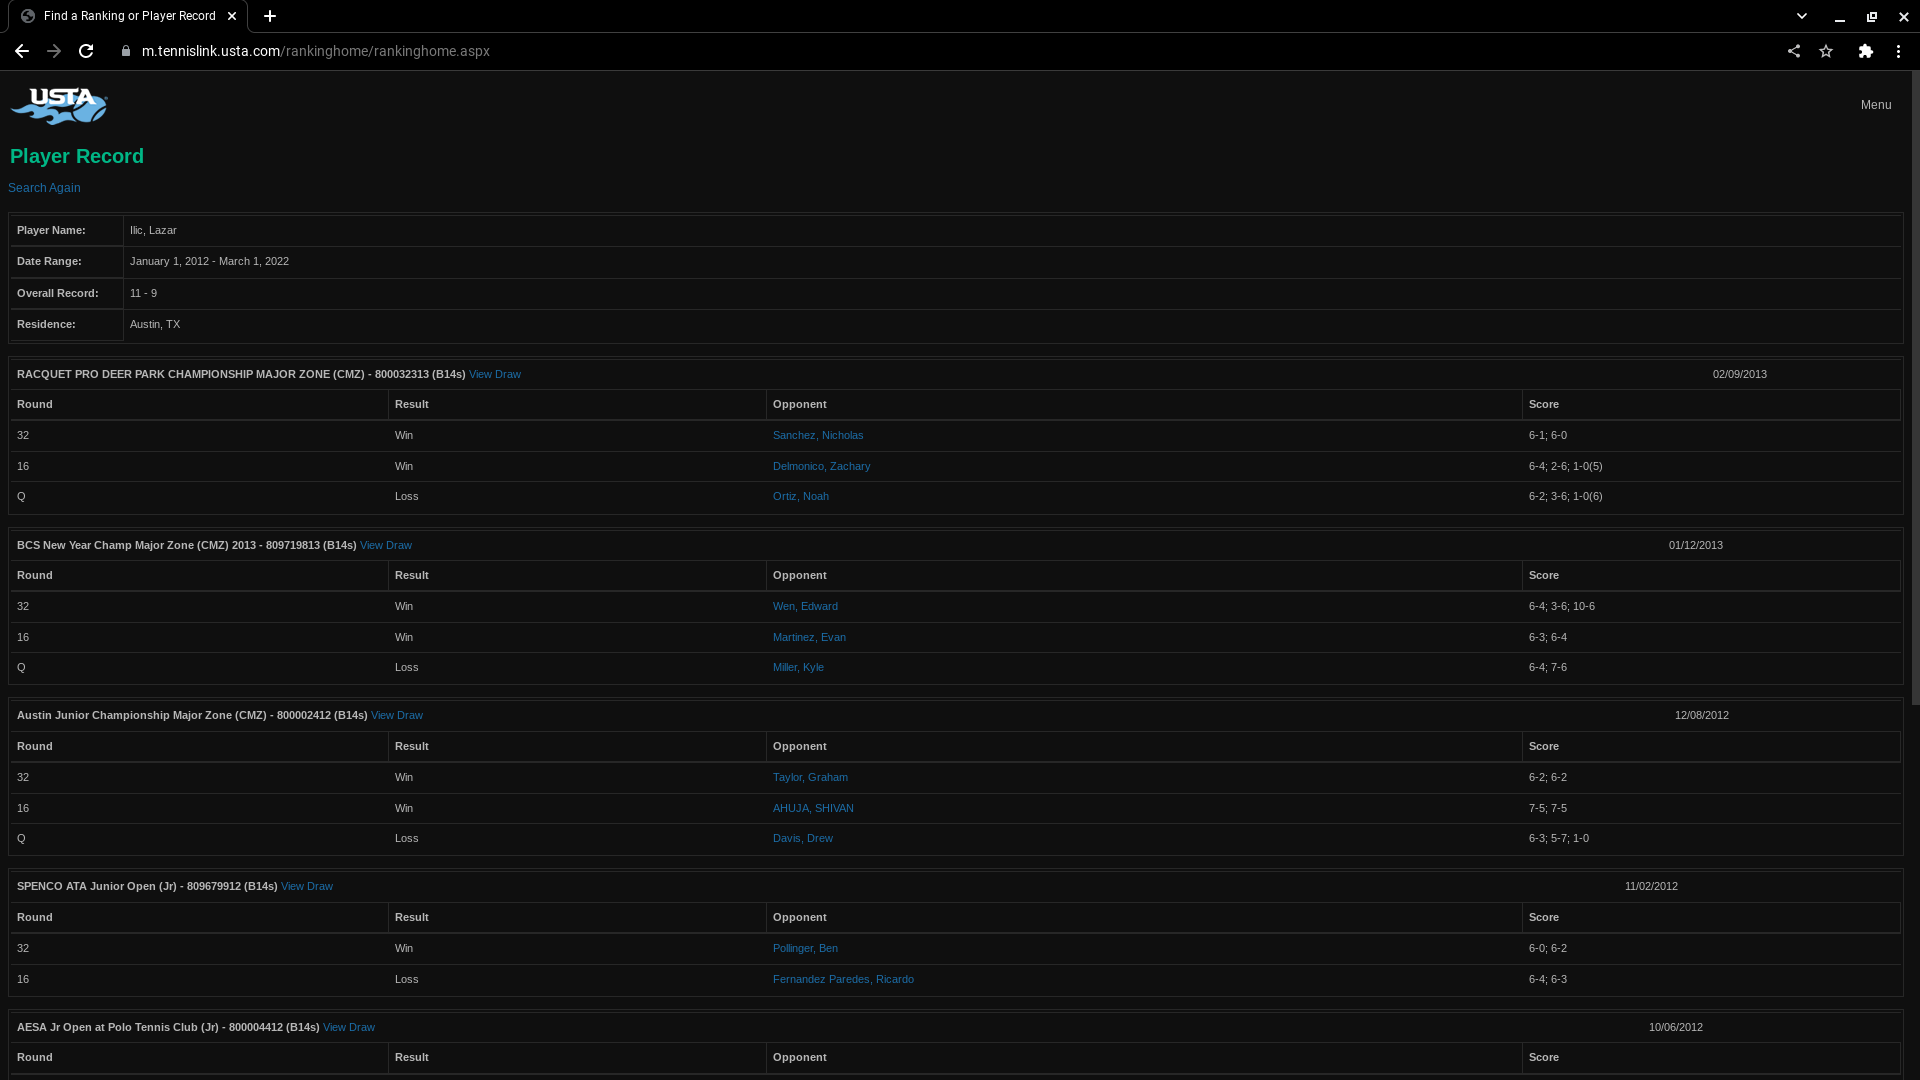 Find a Ranking or Player Record
m.tennislink.usta.com/rankinghome/rankinghome.aspx
USTA
Menu
Player Record
Search Again
Player Name: Ilic, Lazar
Date Range: January 1, 2012 - March 1, 2022
Overall Record: 11 - 9
Residence: Austin, TX
RACQUET PRO DEER PARK CHAMPIONSHIP MAJOR ZONE (CMZ) - 800032313 (B14s) View Draw 02/09/2013
Round Result Opponent Score
32 Win Sanchez, Nicholas 6-1; 6-0
16 Win Delmonico, Zachary 6-4; 2-6; 1-0(5)
Q Loss Ortiz, Noah 6-2; 3-6; 1-0(6)
BCS New Year Champ Major Zone (CMZ) 2013 - 809719813 (B14s) View Draw 01/12/2013
Round Result Opponent Score
32 Win Wen, Edward 6-4; 3-6; 10-6
16 Win Martinez, Evan 6-3; 6-4
Q Loss Miller, Kyle 6-4; 7-6
Austin Junior Championship Major Zone (CMZ) - 800002412 (B14s) View Draw 12/08/2012
Round Result Opponent Score
32 Win Taylor, Graham 6-2; 6-2
16 Win AHUJA, SHIVAN 7-5; 7-5
Q Loss Davis, Drew 6-3; 5-7; 1-0
SPENCO ATA Junior Open (Jr) - 809679912 (B14s) View Draw 11/02/2012
Round Result Opponent Score
32 Win Pollinger, Ben 6-0; 6-2
16 Loss Fernandez Paredes, Ricardo 6-4; 6-3
AESA Jr Open at Polo Tennis Club (Jr) - 800004412 (B14s) View Draw 10/06/2012
Round Result Opponent Score